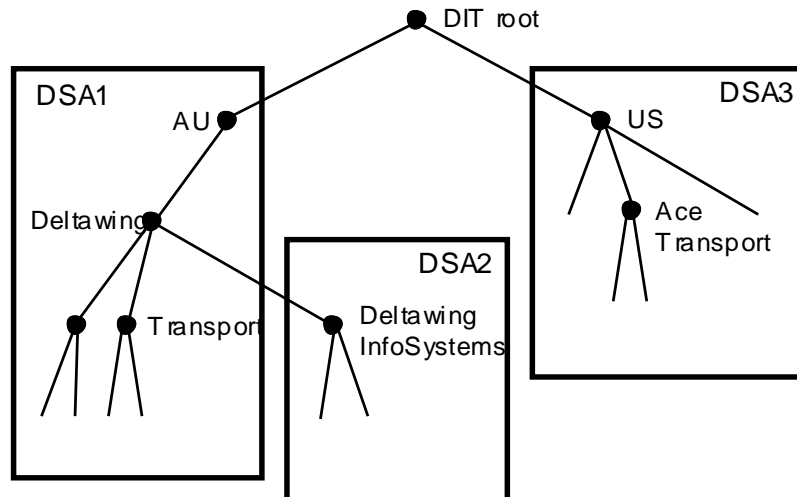 DIT root
DSA1
DSA3
AU
US
Deltawing
Ace
Transport
DSA2
Transport
Deltawing
InfoSystems